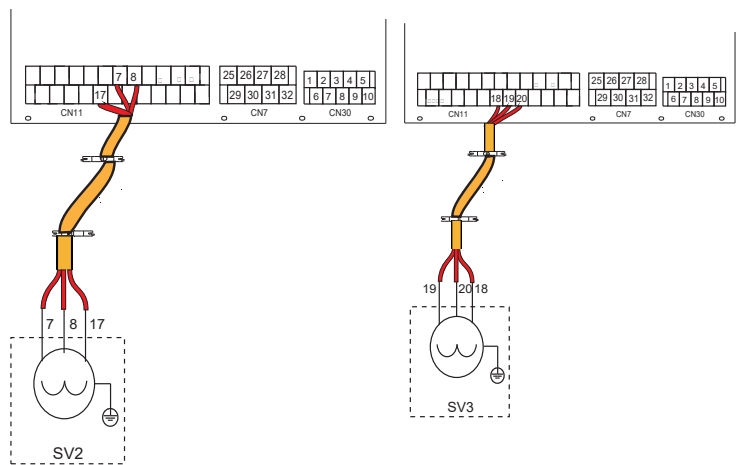 7 8
25 26 27 28
1 2 3 4 5
17
29 30 31 32
6 7 8 9 10
CN11 CN7 CN30
7 8 17
SV2
25 26 27 28
1 2 3 4 5
18 19 20
29 30 31 32
6 7 8 9 10
CN11 CN7 CN30
19 20 18
SV3